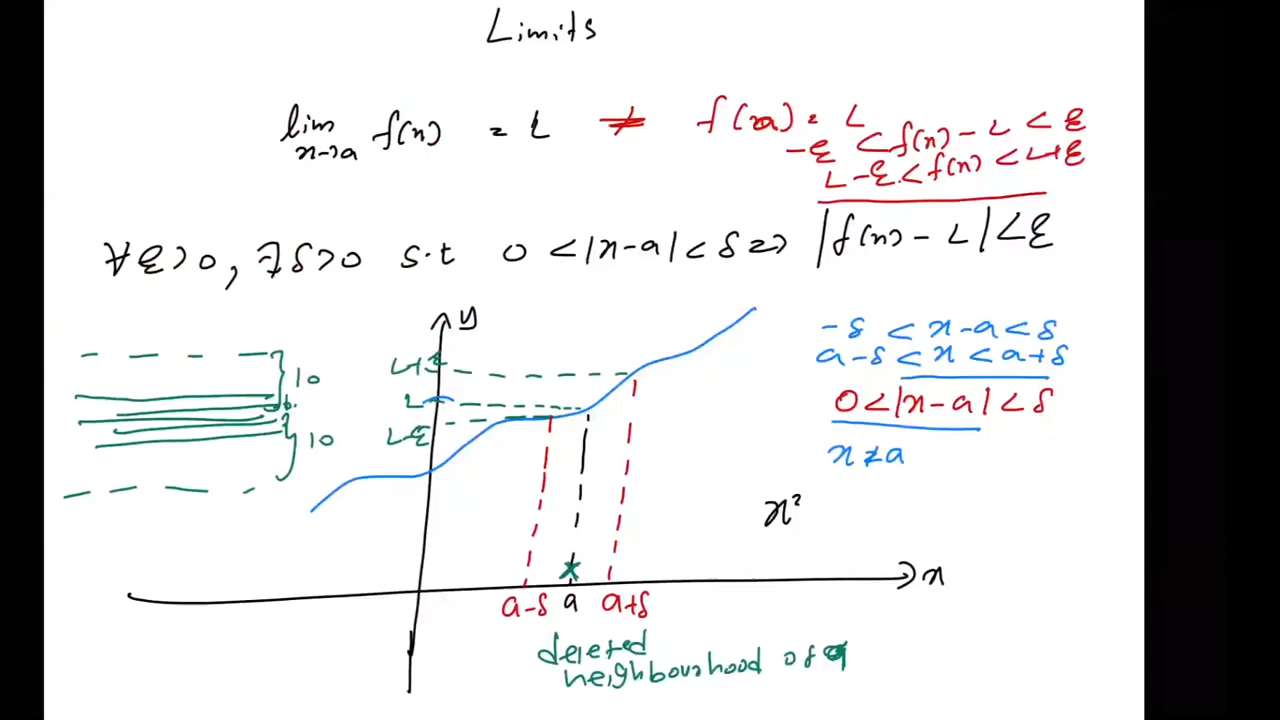 Limits
lim x→a f(x) = L ≠ f(a) = L
-ε < f(x) - L < ε
L-ε < f(x) < L+ε
∀ε>0, ∃δ>0 s.t 0 < |x-a| < δ => |f(x) - L| < ε
y
-δ < x-a < δ
a-δ < x < a+δ
0 < |x-a| < δ
x ≠ a
10
10
L+ε
L
L-ε
x²
x
a-δ a a+δ
deleted
neighbourhood of a